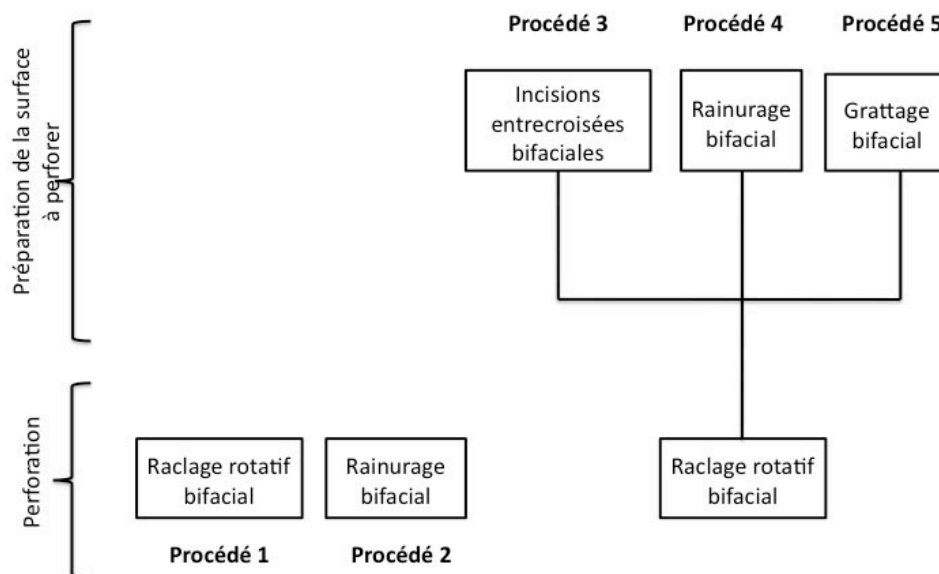 Procédé 3
Procédé 4
Procédé 5
Préparation de la surface
à perforer
Incisions
entrecroisées
bifaciales
Rainurage
bifacial
Grattage
bifacial
Perforation
Raclage rotatif
bifacial
Rainurage
bifacial
Raclage rotatif
bifacial
Procédé 1
Procédé 2